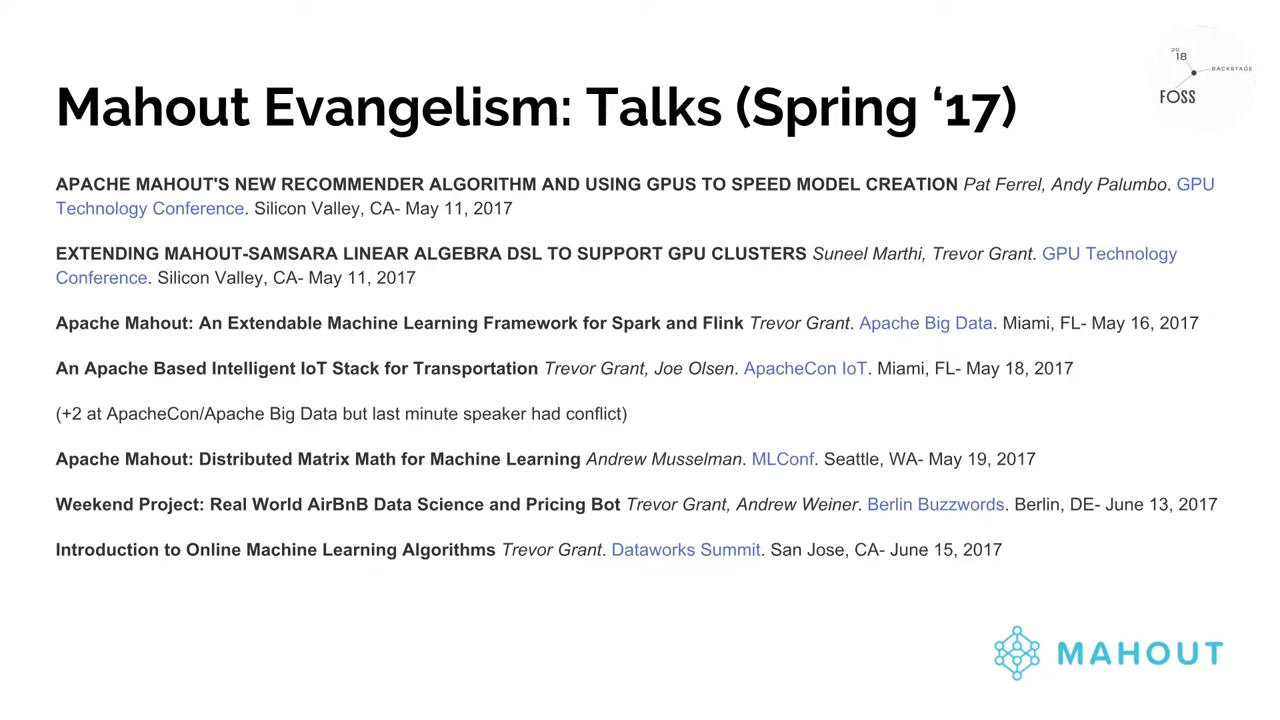 20
18
BACKSTAGE
FOSS
Mahout Evangelism: Talks (Spring ‘17)
APACHE MAHOUT'S NEW RECOMMENDER ALGORITHM AND USING GPUS TO SPEED MODEL CREATION Pat Ferrel, Andy Palumbo. GPU
Technology Conference. Silicon Valley, CA- May 11, 2017
EXTENDING MAHOUT-SAMSARA LINEAR ALGEBRA DSL TO SUPPORT GPU CLUSTERS Suneel Marthi, Trevor Grant. GPU Technology
Conference. Silicon Valley, CA- May 11, 2017
Apache Mahout: An Extendable Machine Learning Framework for Spark and Flink Trevor Grant. Apache Big Data. Miami, FL- May 16, 2017
An Apache Based Intelligent IoT Stack for Transportation Trevor Grant, Joe Olsen. ApacheCon IoT. Miami, FL- May 18, 2017
(+2 at ApacheCon/Apache Big Data but last minute speaker had conflict)
Apache Mahout: Distributed Matrix Math for Machine Learning Andrew Musselman. MLConf. Seattle, WA- May 19, 2017
Weekend Project: Real World AirBnB Data Science and Pricing Bot Trevor Grant, Andrew Weiner. Berlin Buzzwords. Berlin, DE- June 13, 2017
Introduction to Online Machine Learning Algorithms Trevor Grant. Dataworks Summit. San Jose, CA- June 15, 2017
MAHOUT